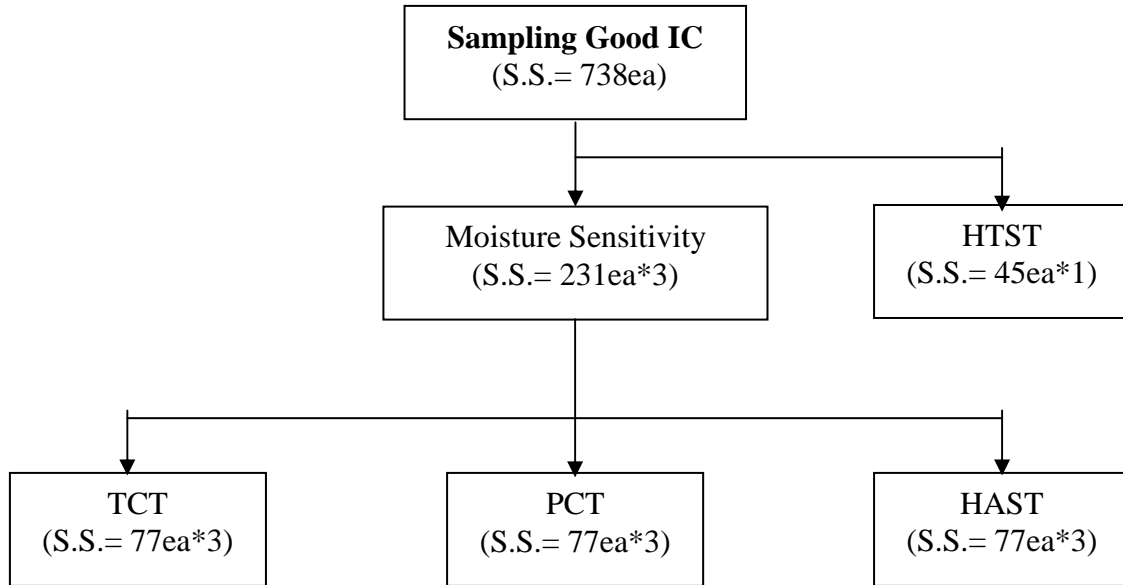 Sampling Good IC
(S.S.= 738ea)
Moisture Sensitivity
(S.S.= 231ea*3)
HTST
(S.S.= 45ea*1)
TCT
(S.S.= 77ea*3)
PCT
(S.S.= 77ea*3)
HAST
(S.S.= 77ea*3)